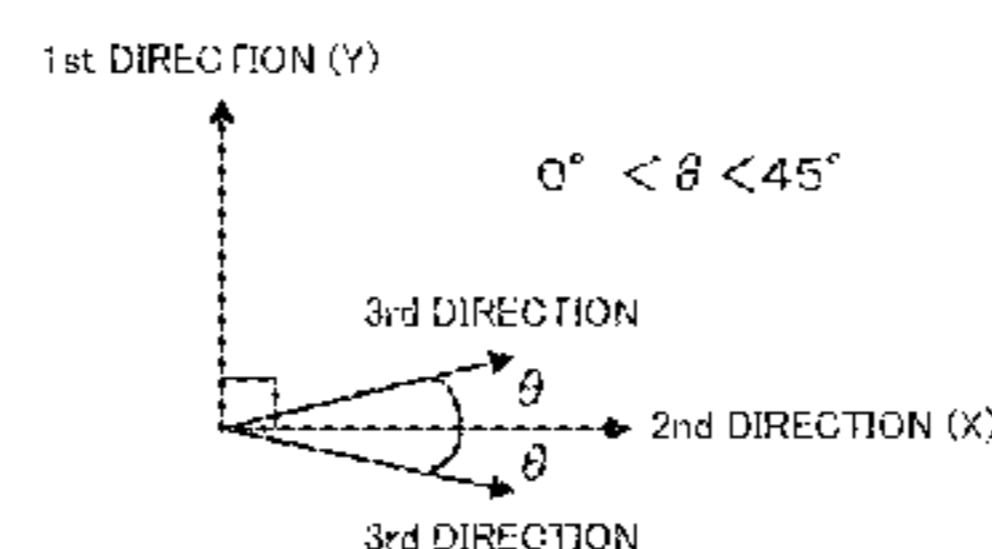 1st DIRECTION (Y)
0° < θ < 45°
3rd DIRECTION
θ
2nd DIRECTION (X)
θ
3rd DIRECTION